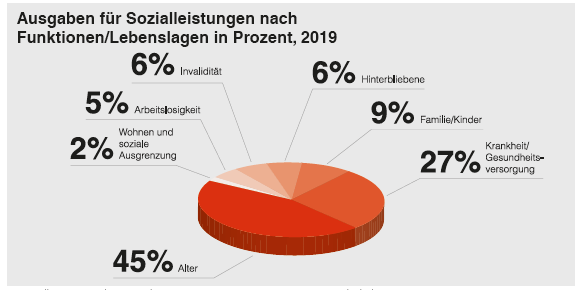 Ausgaben für Sozialleistungen nach
Funktionen/Lebenslagen in Prozent, 2019
6% Invalidität
6% Hinterbliebene
5% Arbeitslosigkeit
9% Familie/Kinder
2% Wohnen und
soziale
Ausgrenzung
27% Krankheit/
Gesundheits-
versorgung
45% Alter